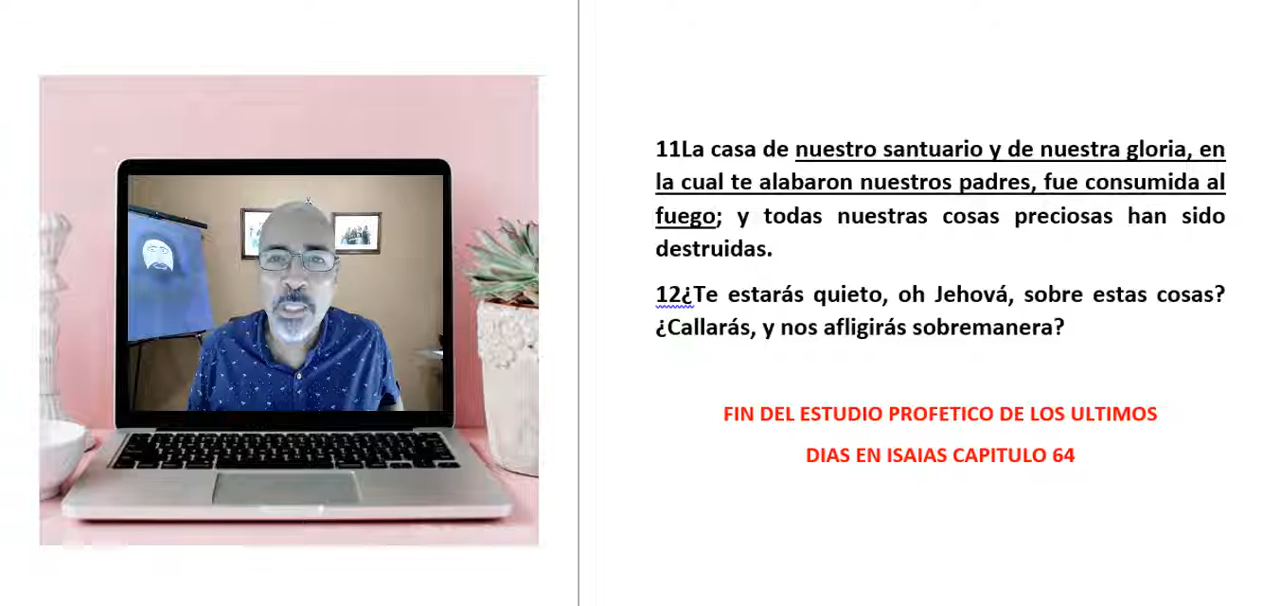 11La casa de nuestro santuario y de nuestra gloria, en
la cual te alabaron nuestros padres, fue consumida al
fuego; y todas nuestras cosas preciosas han sido
destruidas.
12¿Te estarás quieto, oh Jehová, sobre estas cosas?
¿Callarás, y nos afligirás sobremanera?
FIN DEL ESTUDIO PROFETICO DE LOS ULTIMOS
DIAS EN ISAIAS CAPITULO 64